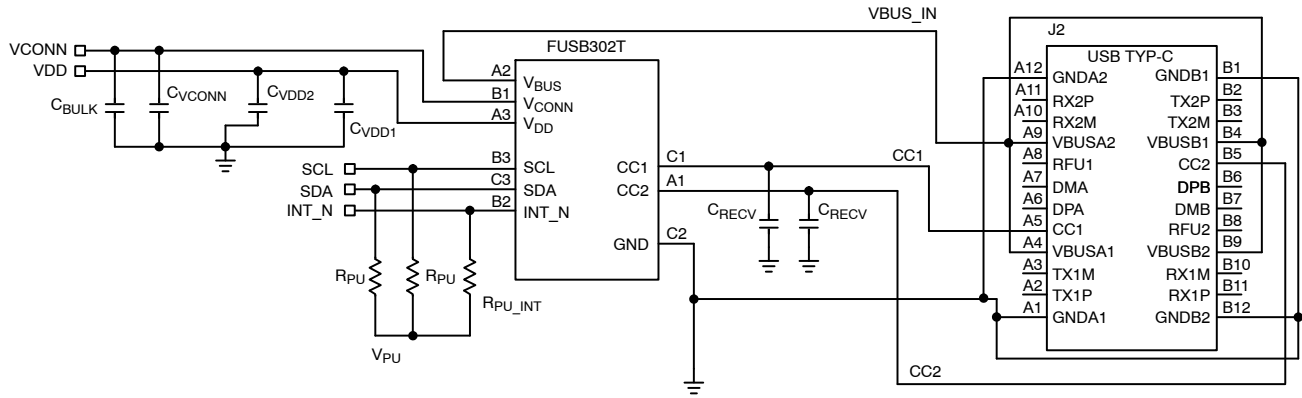 VBUS_IN
J2
FUSB302T
USB TYP-C
VCONN
VDD
CBULK
CVCONN
CVDD2
CVDD1
A2
VBUS
B1
VCONN
A3
VDD
SCL
B3
SCL
SDA
C3
SDA
INT_N
B2
INT_N
CC1
C1
CC1
CC2
A1
GND
C2
CRECV
CRECV
RPU
RPU
RPU_INT
VPU
CC2
A12
GNDA2
GNDB1
B1
A11
RX2P
TX2P
B2
A10
RX2M
TX2M
B3
A9
VBUSA2
VBUSB1
B4
A8
RFU1
CC2
B5
A7
DMA
DPB
B6
A6
DPA
DMB
B7
A5
CC1
RFU2
B8
A4
VBUSA1
VBUSB2
B9
A3
TX1M
RX1M
B10
A2
TX1P
RX1P
B11
A1
GNDA1
GNDB2
B12